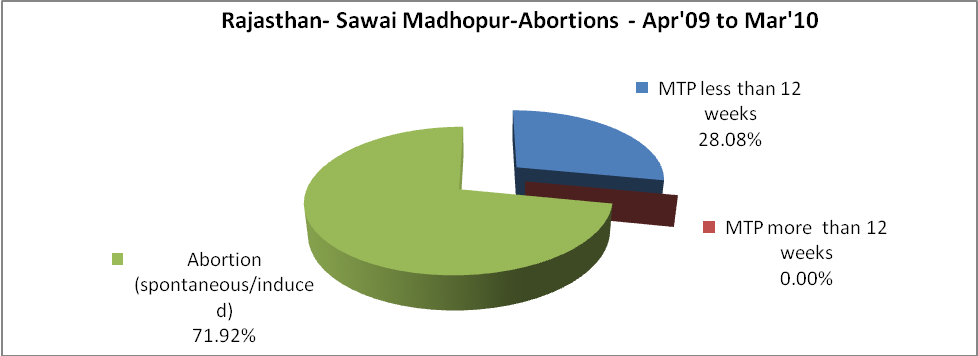 Rajasthan- Sawai Madhopur-Abortions - Apr'09 to Mar'10
MTP less than 12
weeks
28.08%
MTP more than 12
weeks
0.00%
Abortion
(spontaneous/induce
d)
71.92%